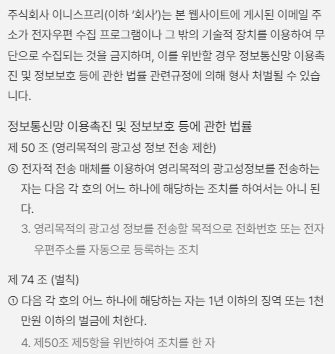 주식회사 이니스프리(이하 ‘회사’)는 본 웹사이트에 게시된 이메일 주
소가 전자우편 수집 프로그램이나 그 밖의 기술적 장치를 이용하여 무
단으로 수집되는 것을 금지하며, 이를 위반할 경우 정보통신망 이용촉
진 및 정보보호 등에 관한 법률 관련규정에 의해 형사 처벌될 수 있습
니다.
정보통신망 이용촉진 및 정보보호 등에 관한 법률
제 50 조 (영리목적의 광고성 정보 전송 제한)
⑤ 전자적 전송 매체를 이용하여 영리목적의 광고성정보를 전송하는
자는 다음 각 호의 어느 하나에 해당하는 조치를 하여서는 아니 된
다.
3. 영리목적의 광고성 정보를 전송할 목적으로 전화번호 또는 전자
우편주소를 자동으로 등록하는 조치
제 74 조 (벌칙)
① 다음 각 호의 어느 하나에 해당하는 자는 1년 이하의 징역 또는 1천
만원 이하의 벌금에 처한다.
4. 제50조 제5항을 위반하여 조치를 한 자